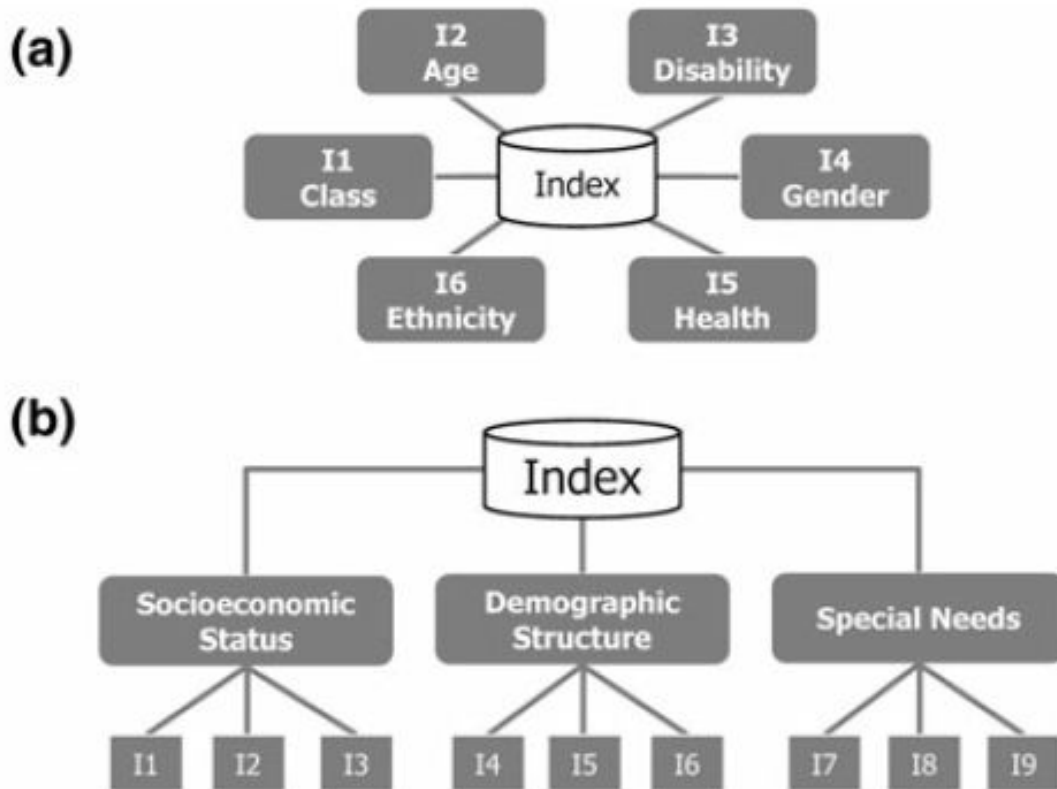 (a)
I2
Age
I3
Disability
I1
Class
Index
I4
Gender
I6
Ethnicity
I5
Health
(b)
Index
Socioeconomic
Status
Demographic
Structure
Special Needs
I1 I2 I3 I4 I5 I6 I7 I8 I9